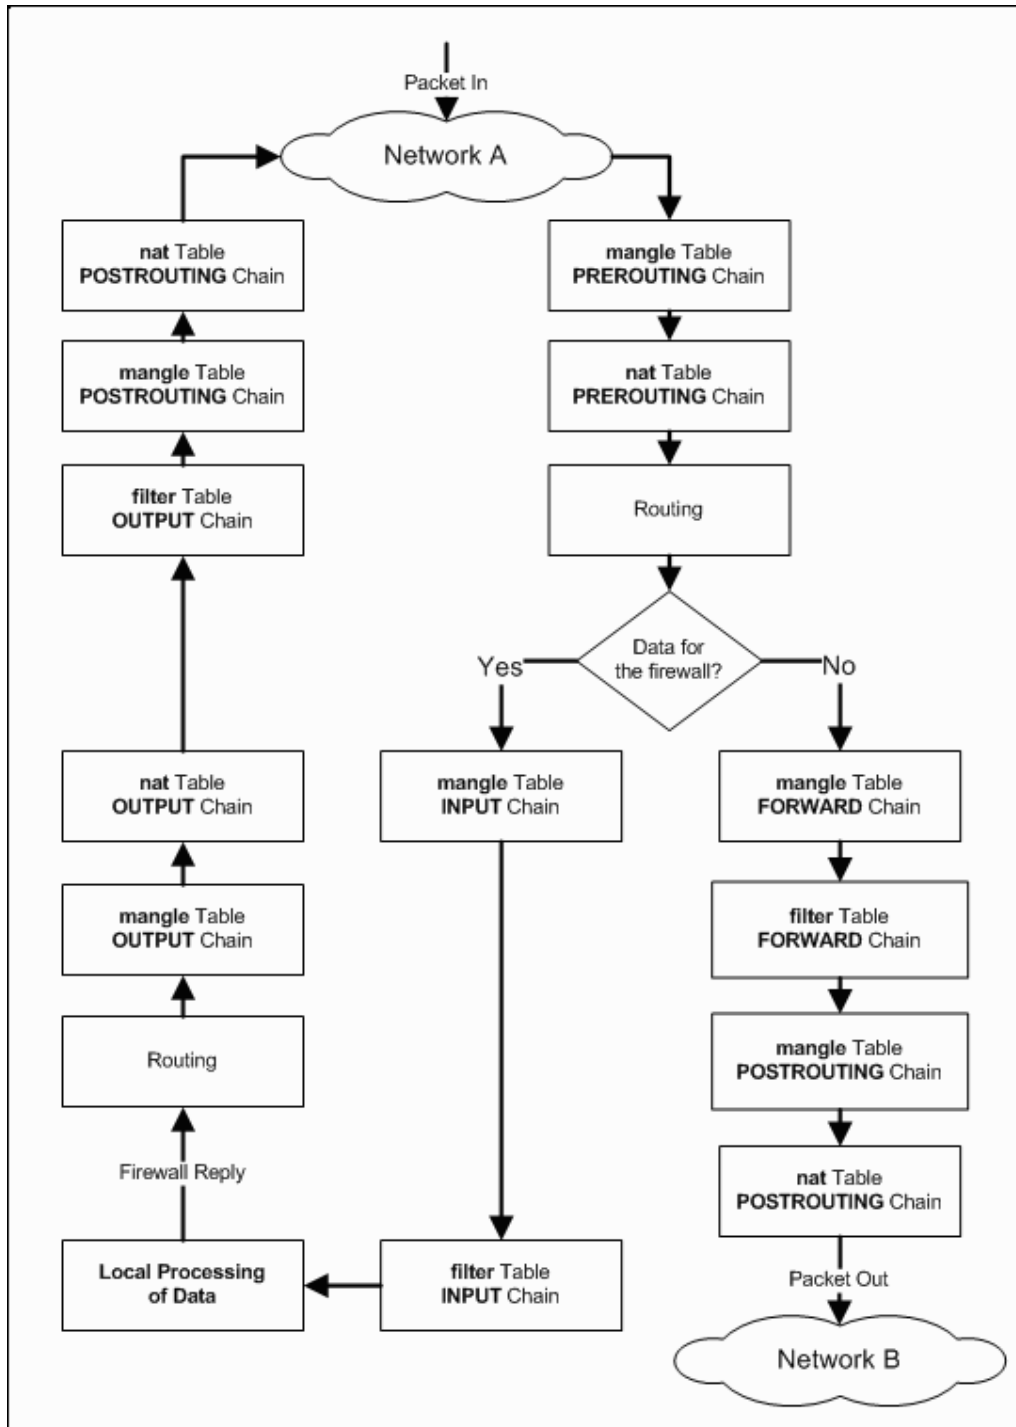 Packet In
Network A
mangle Table
PREROUTING Chain
nat Table
PREROUTING Chain
Routing
Data for
the firewall?
Yes
No
mangle Table
INPUT Chain
filter Table
INPUT Chain
Local Processing
of Data
Firewall Reply
Routing
mangle Table
OUTPUT Chain
nat Table
OUTPUT Chain
filter Table
OUTPUT Chain
mangle Table
POSTROUTING Chain
nat Table
POSTROUTING Chain
mangle Table
FORWARD Chain
filter Table
FORWARD Chain
mangle Table
POSTROUTING Chain
nat Table
POSTROUTING Chain
Packet Out
Network B